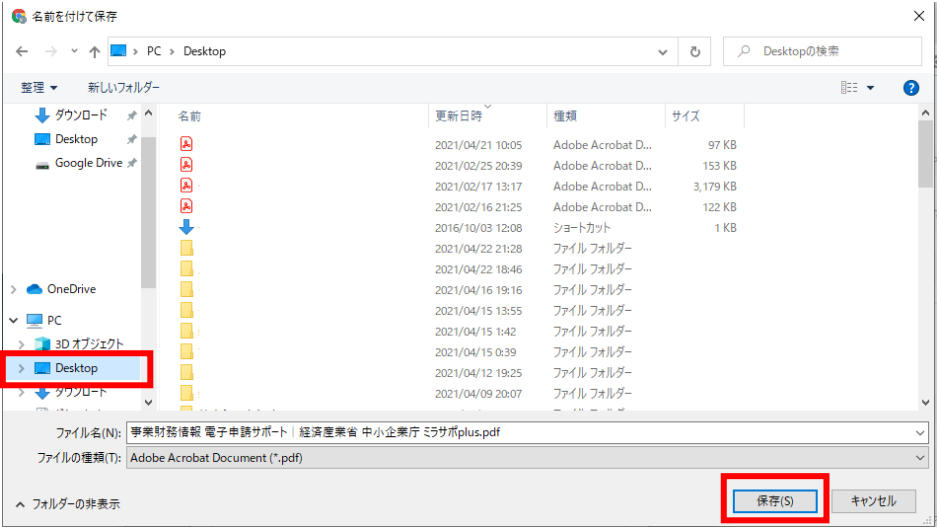 名前を付けて保存
PC > Desktop
Desktopの検索
整理
新しいフォルダー
ダウンロード
Desktop
Google Drive
OneDrive
PC
3D オブジェクト
Desktop
ダウンロード
名前 更新日時 種類 サイズ
2021/04/21 10:05 Adobe Acrobat D... 97 KB
2021/02/25 20:39 Adobe Acrobat D... 153 KB
2021/02/17 13:17 Adobe Acrobat D... 3,179 KB
2021/02/16 21:25 Adobe Acrobat D... 122 KB
2016/10/03 12:08 ショートカット 1 KB
2021/04/22 21:28 ファイル フォルダー
2021/04/22 18:46 ファイル フォルダー
2021/04/16 19:16 ファイル フォルダー
2021/04/15 13:55 ファイル フォルダー
2021/04/15 1:42 ファイル フォルダー
2021/04/15 0:39 ファイル フォルダー
2021/04/12 19:25 ファイル フォルダー
2021/04/09 20:07 ファイル フォルダー
ファイル名(N): 事業財務情報 電子申請サポート｜経済産業省 中小企業庁 ミラサポplus.pdf
ファイルの種類(T): Adobe Acrobat Document (*.pdf)
フォルダーの非表示
保存(S)
キャンセル